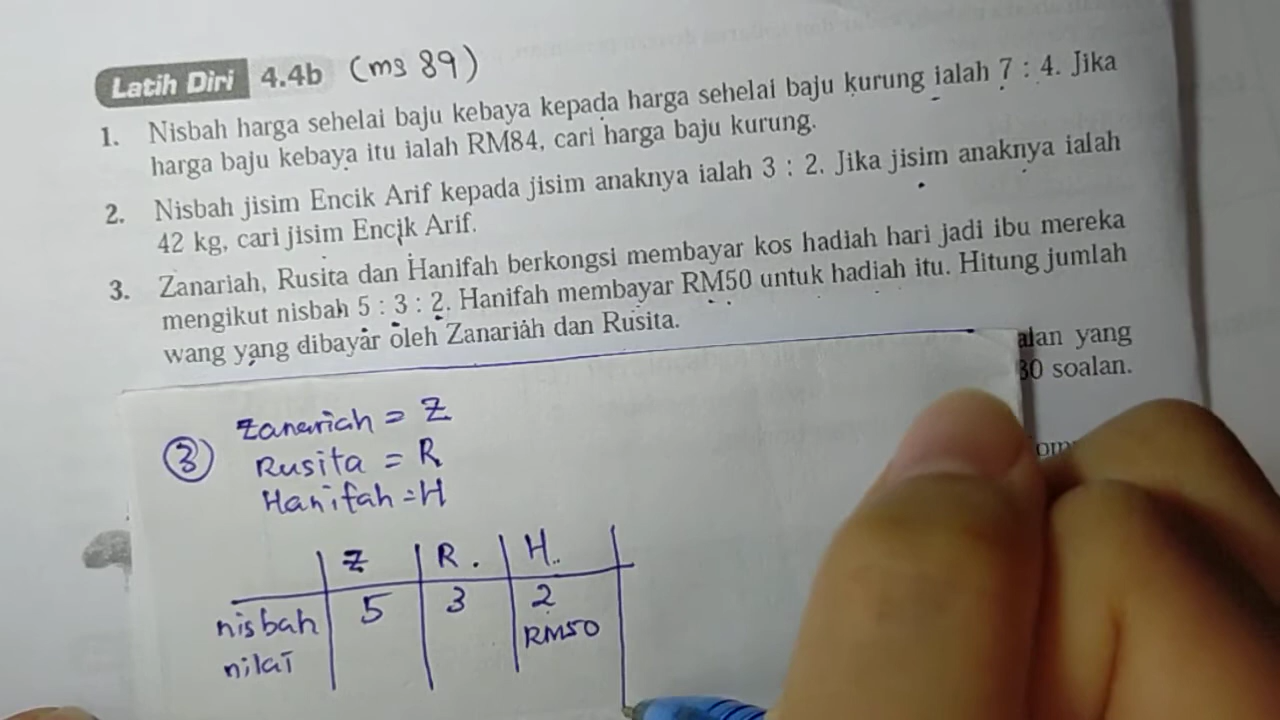 Latih Diri 4.4b (ms 89)
1. Nisbah harga sehelai baju kebaya kepada harga sehelai baju kurung ialah 7 : 4. Jika
harga baju kebaya itu ialah RM84, cari harga baju kurung.
2. Nisbah jisim Encik Arif kepada jisim anaknya ialah 3 : 2. Jika jisim anaknya ialah
42 kg, cari jisim Encik Arif.
3. Zanariah, Rusita dan Hanifah berkongsi membayar kos hadiah hari jadi ibu mereka
mengikut nisbah 5 : 3 : 2. Hanifah membayar RM50 untuk hadiah itu. Hitung jumlah
wang yang dibayar oleh Zanariah dan Rusita.
alan yang
30 soalan.
3 Zanariah = Z
Rusita = R
Hanifah = H
Z R. H..
nisbah 5 3 2
nilai RM50